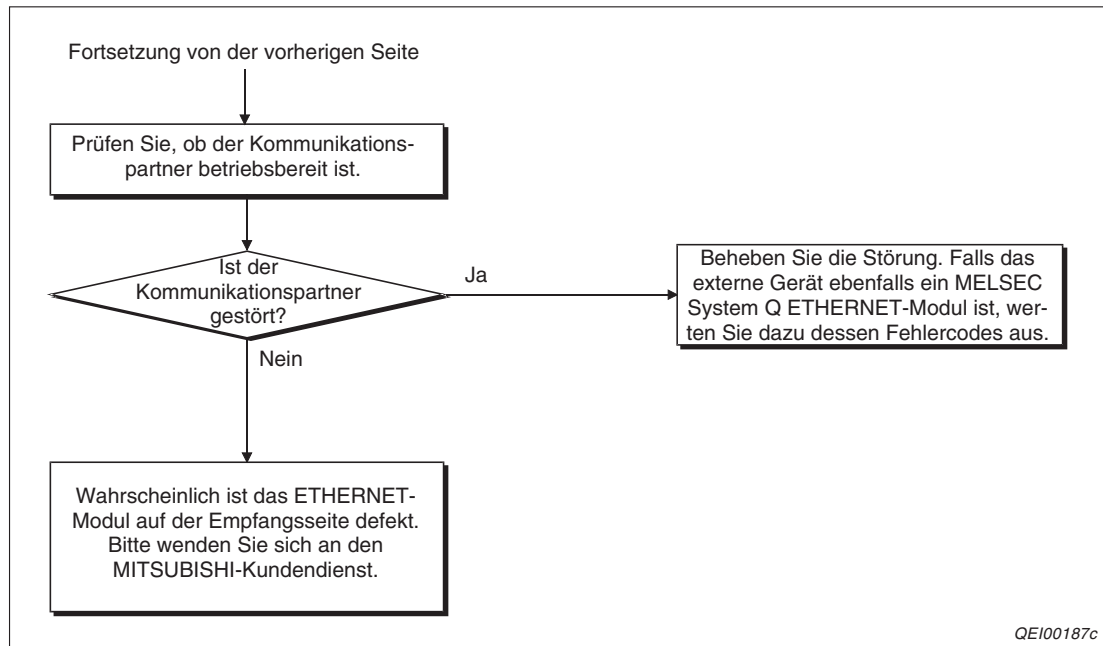 Fortsetzung von der vorherigen Seite
Prüfen Sie, ob der Kommunikations-
partner betriebsbereit ist.
Ist der
Kommunikationspartner
gestört?
Ja
Beheben Sie die Störung. Falls das
externe Gerät ebenfalls ein MELSEC
System Q ETHERNET-Modul ist, wer-
ten Sie dazu dessen Fehlercodes aus.
Nein
Wahrscheinlich ist das ETHERNET-
Modul auf der Empfangsseite defekt.
Bitte wenden Sie sich an den
MITSUBISHI-Kundendienst.
QEI00187c